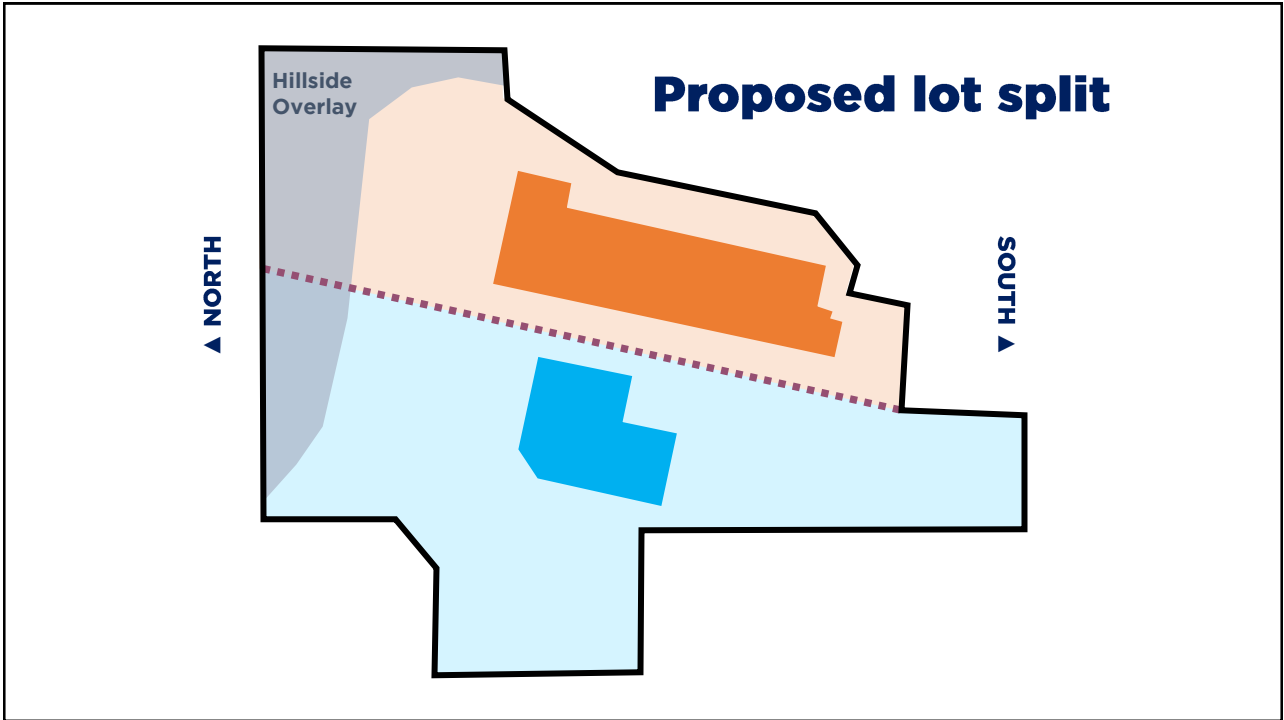 Hillside
Overlay
Proposed lot split
▲ NORTH
SOUTH ▲